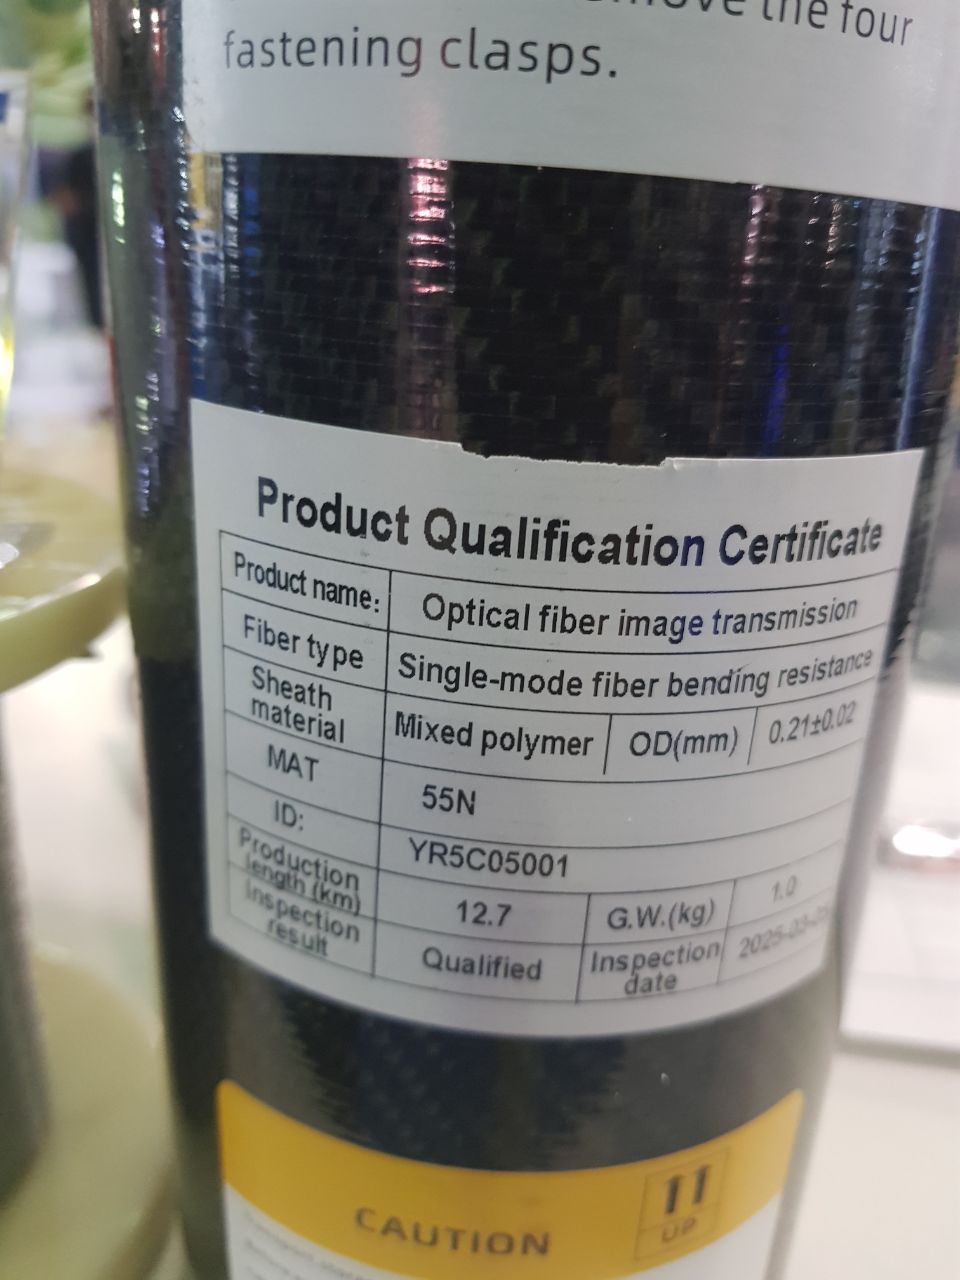 the four
fastening clasps.
Product Qualification Certificate
Product name: Optical fiber image transmission
Fiber type Single-mode fiber bending resistance
Sheath material Mixed polymer OD(mm) 0.21±0.02
MAT 55N
ID: YR5C05001
Production length (km) 12.7 G.W.(kg) 1.0
Inspection result Qualified Inspection date
CAUTION
UP